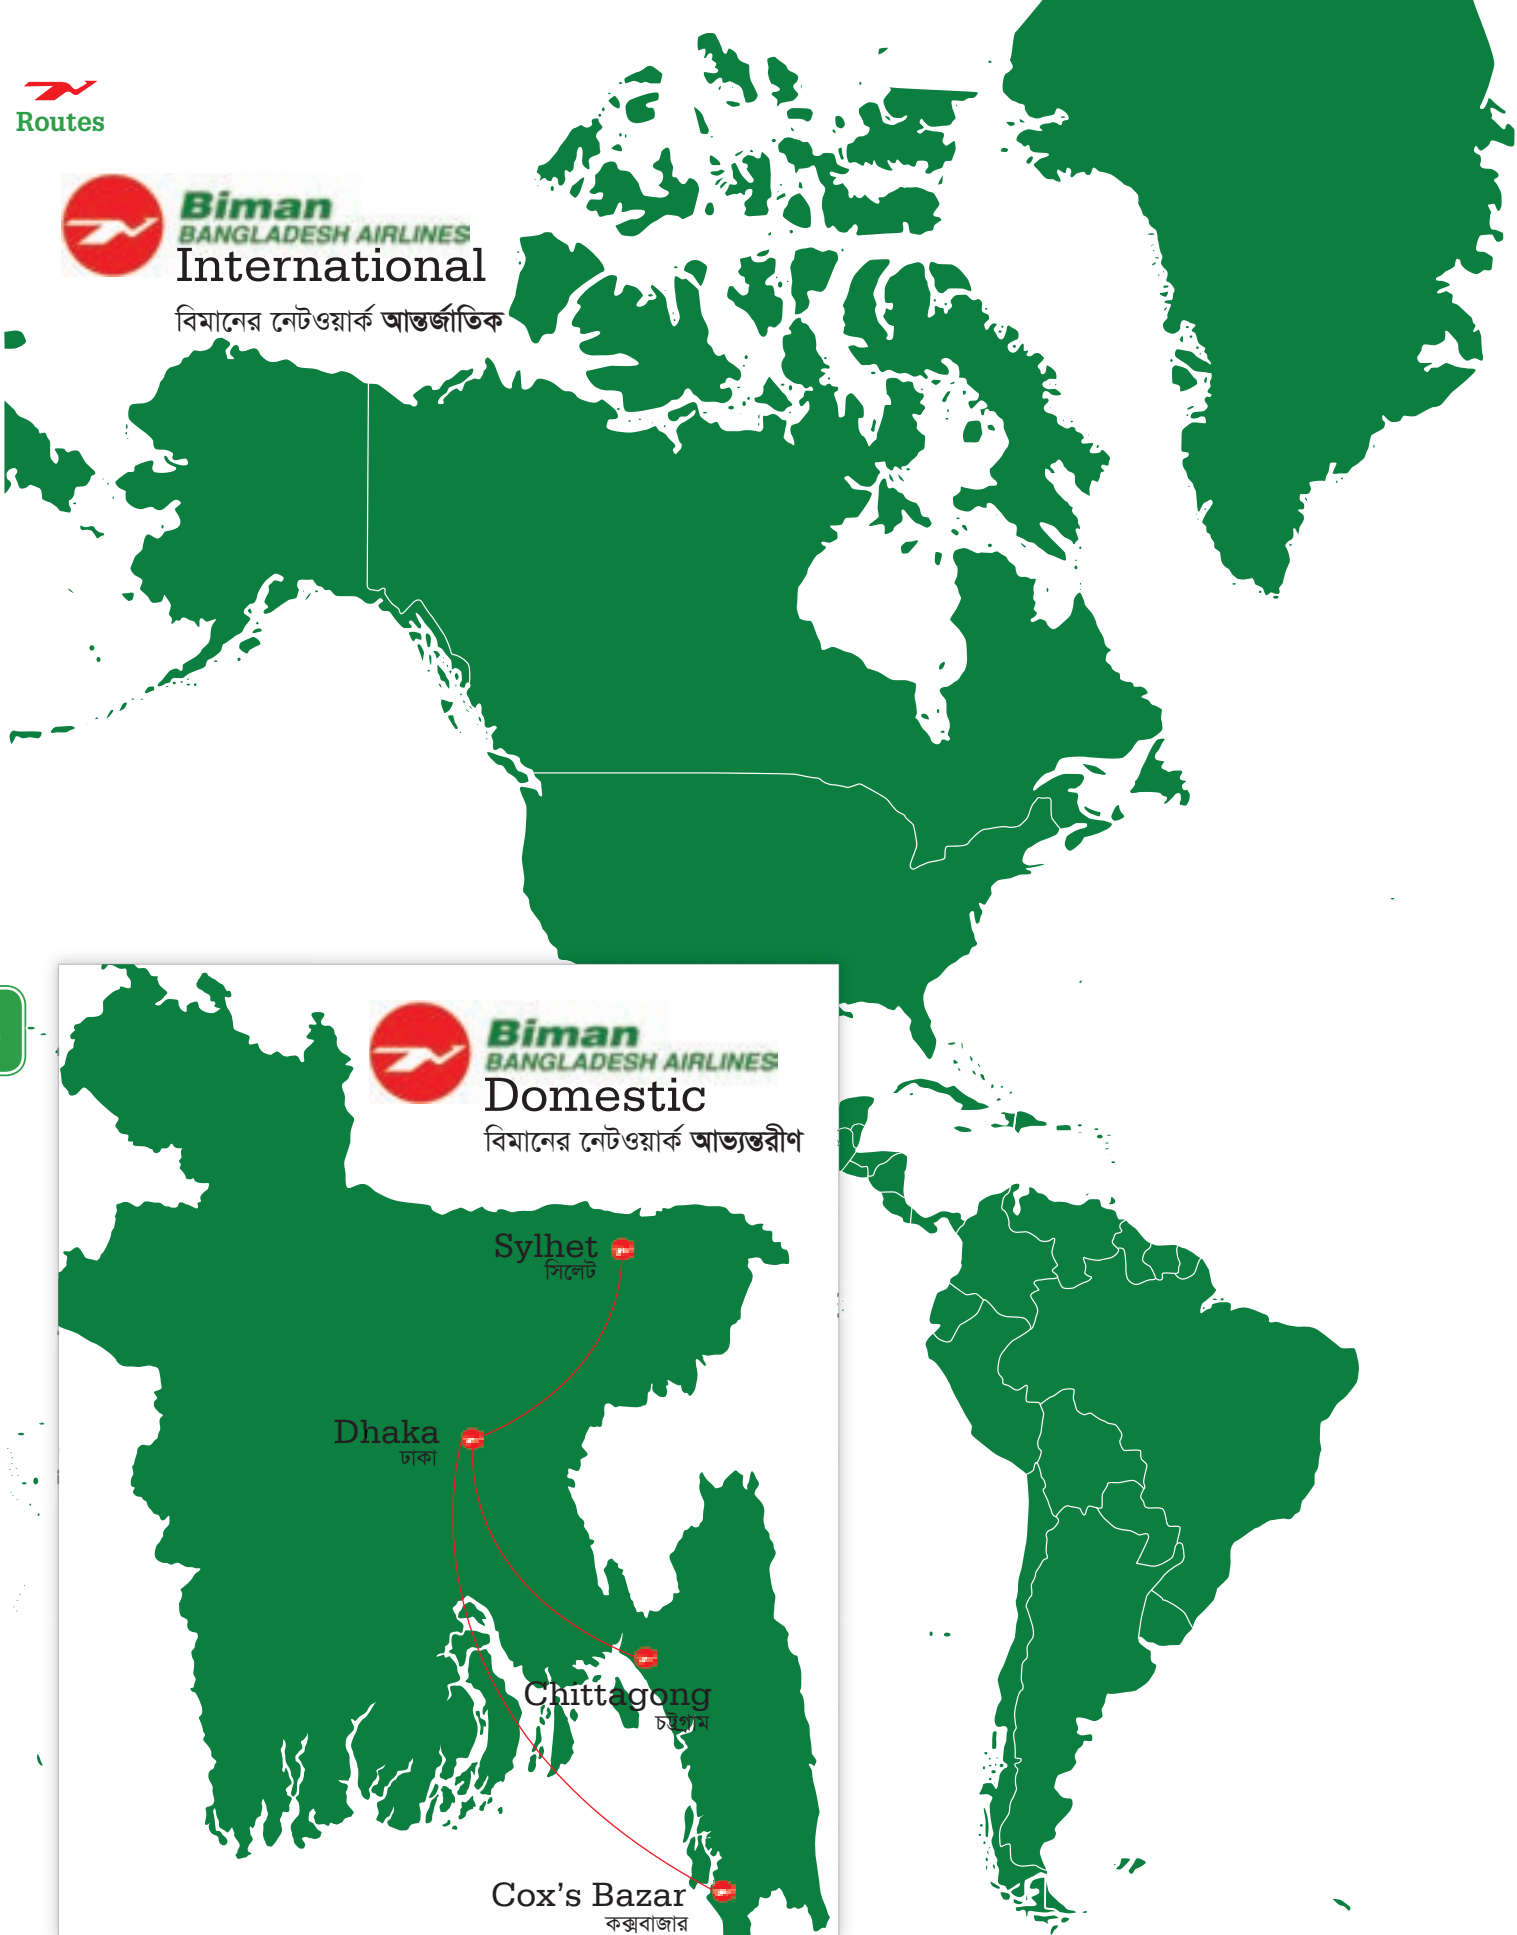 Routes
Biman
BANGLADESH AIRLINES
International
বিমানের নেটওয়ার্ক আন্তর্জাতিক
Biman
BANGLADESH AIRLINES
Domestic
বিমানের নেটওয়ার্ক আভ্যন্তরীণ
Sylhet
সিলেট
Dhaka
ঢাকা
Chittagong
চট্টগ্রাম
Cox's Bazar
কক্সবাজার